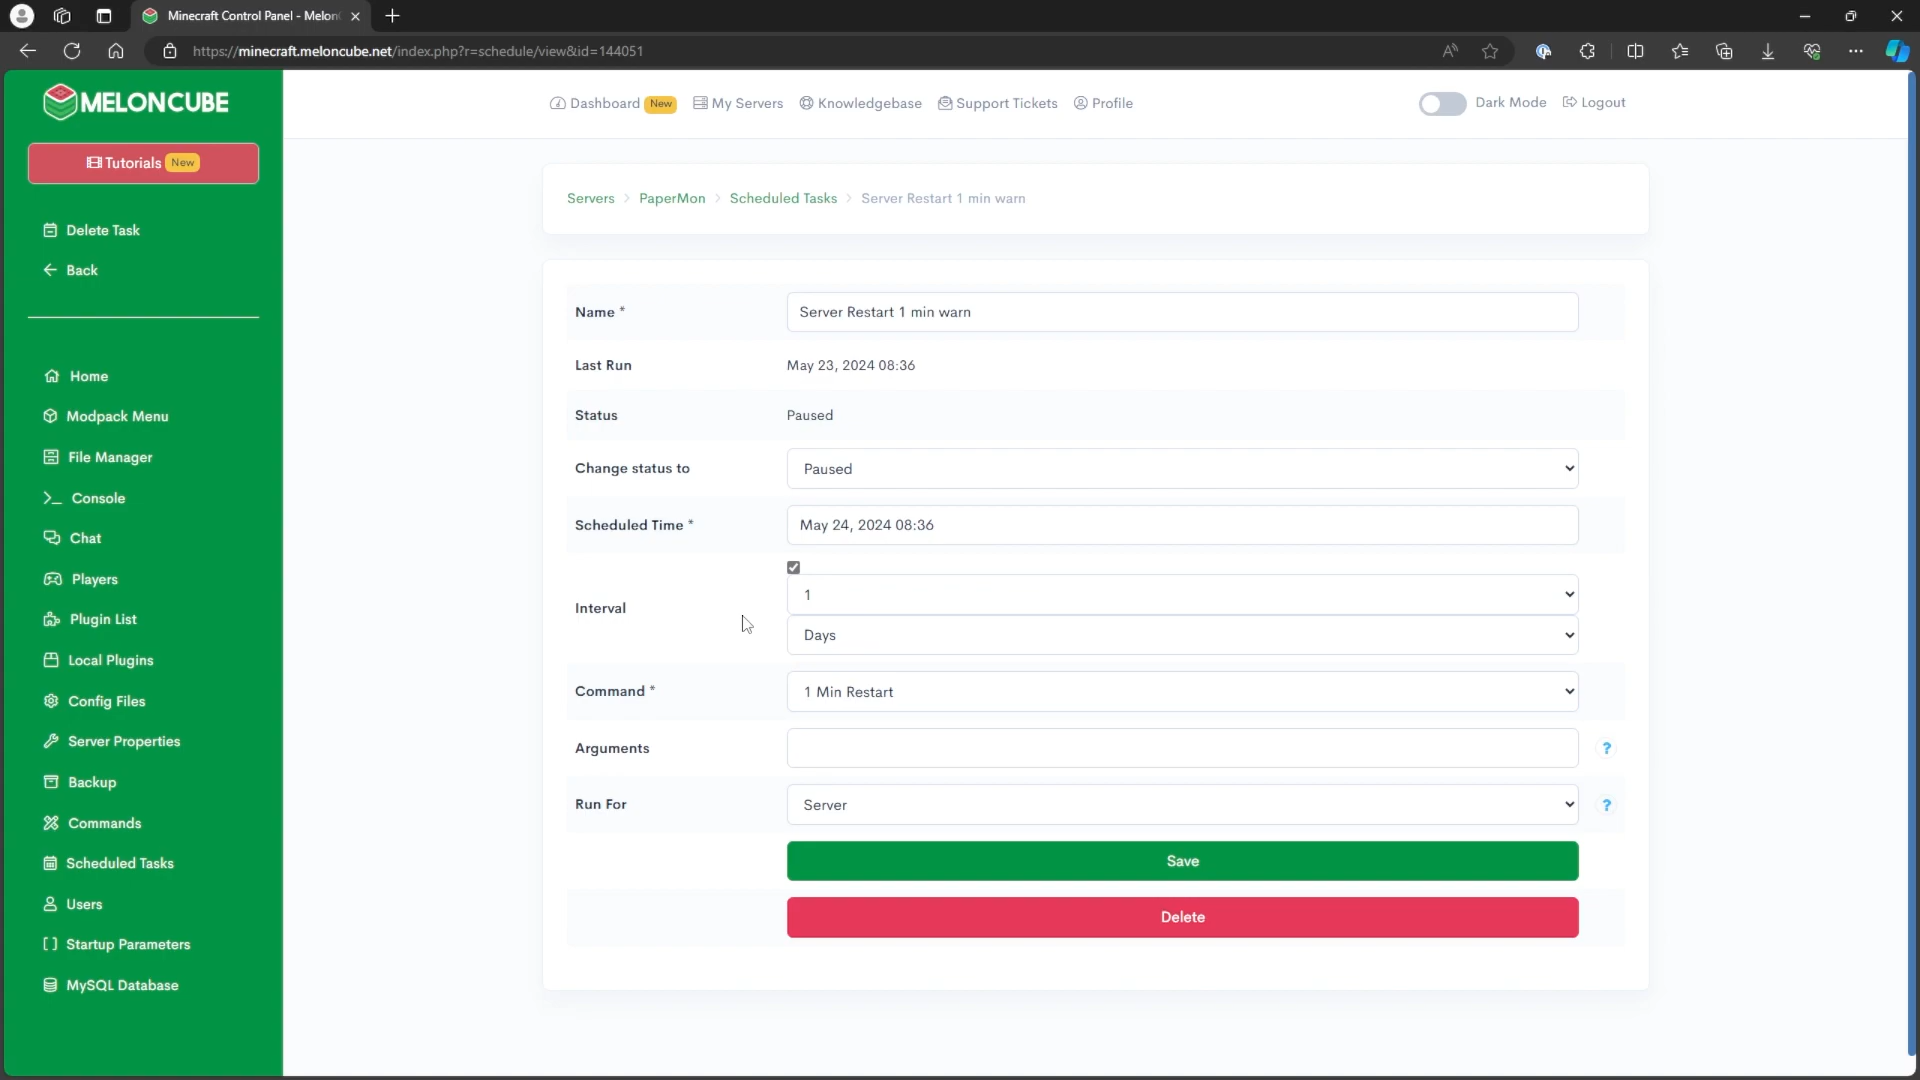 Minecraft Control Panel - Melon
https://minecraft.meloncube.net/index.php?r=schedule/view&id=144051
MELONCUBE
Dashboard New
My Servers
Knowledgebase
Support Tickets
Profile
Dark Mode
Logout
Tutorials New
Delete Task
Back
Home
Modpack Menu
File Manager
Console
Chat
Players
Plugin List
Local Plugins
Config Files
Server Properties
Backup
Commands
Scheduled Tasks
Users
Startup Parameters
MySQL Database
Servers > PaperMon > Scheduled Tasks > Server Restart 1 min warn
Name * Server Restart 1 min warn
Last Run May 23, 2024 08:36
Status Paused
Change status to Paused
Scheduled Time * May 24, 2024 08:36
Interval
1
Days
Command * 1 Min Restart
Arguments ?
Run For Server ?
Save
Delete